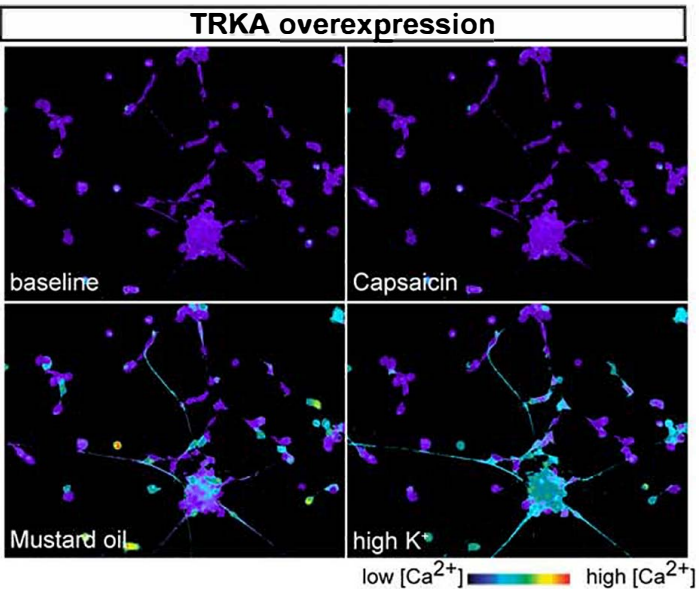 TRKA overexpression
baseline
Capsaicin
Mustard oil
high K⁺
low [Ca²⁺] high [Ca²⁺]